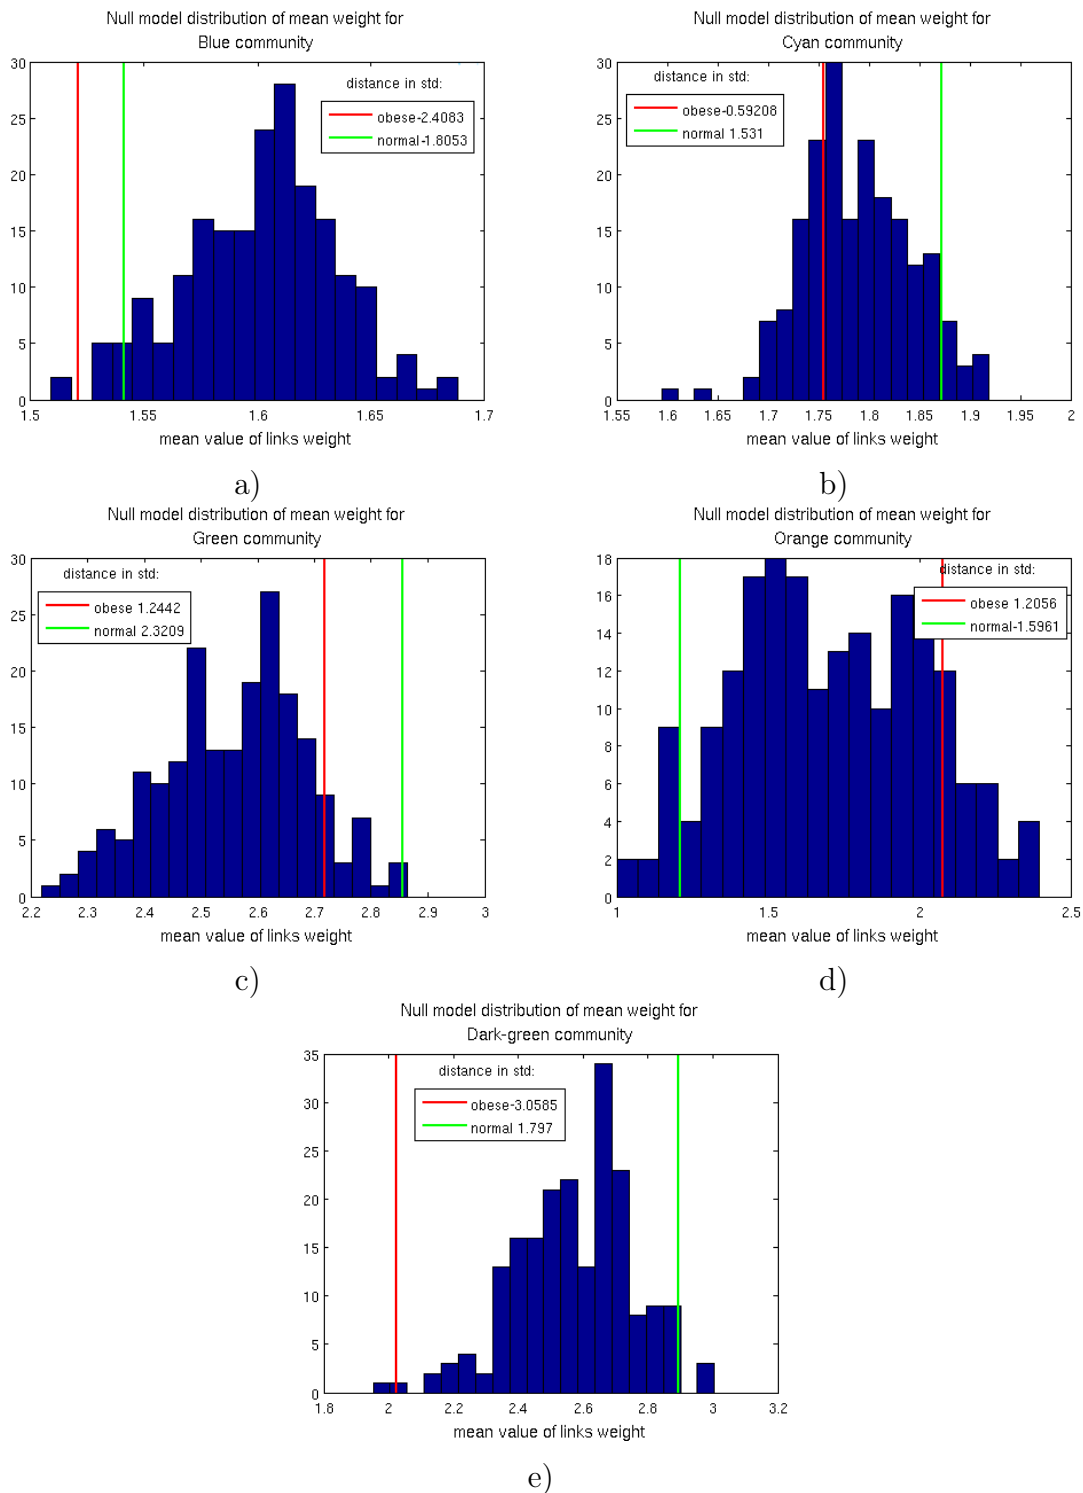 Null model distribution of mean weight for
Blue community
30
25
20
15
10
5
0
distance in std:
obese-2.4083
normal-1.8053
1.5
1.55
1.6
1.65
1.7
mean value of links weight
a)
Null model distribution of mean weight for
Cyan community
30
25
20
15
10
5
0
distance in std:
obese-0.59208
normal 1.531
1.55
1.6
1.65
1.7
1.75
1.8
1.85
1.9
1.95
2
mean value of links weight
b)
Null model distribution of mean weight for
Green community
30
25
20
15
10
5
0
distance in std:
obese 1.2442
normal 2.3209
2.2
2.3
2.4
2.5
2.6
2.7
2.8
2.9
3
mean value of links weight
c)
Null model distribution of mean weight for
Orange community
18
16
14
12
10
8
6
4
2
0
distance in std:
obese 1.2056
normal-1.5961
1
1.5
2
2.5
mean value of links weight
d)
Null model distribution of mean weight for
Dark-green community
35
30
25
20
15
10
5
0
distance in std:
obese-3.0585
normal 1.797
1.8
2
2.2
2.4
2.6
2.8
3
3.2
mean value of links weight
e)